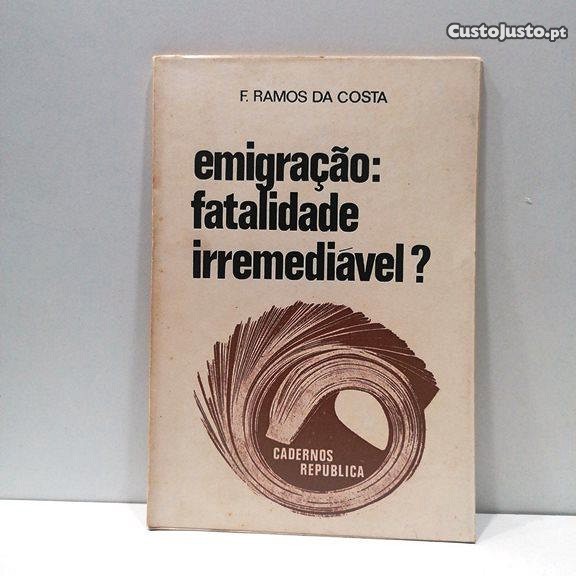 CustoJusto.pt
F. RAMOS DA COSTA
emigração:
fatalidade
irremediável?
CADERNOS
REPUBLICA